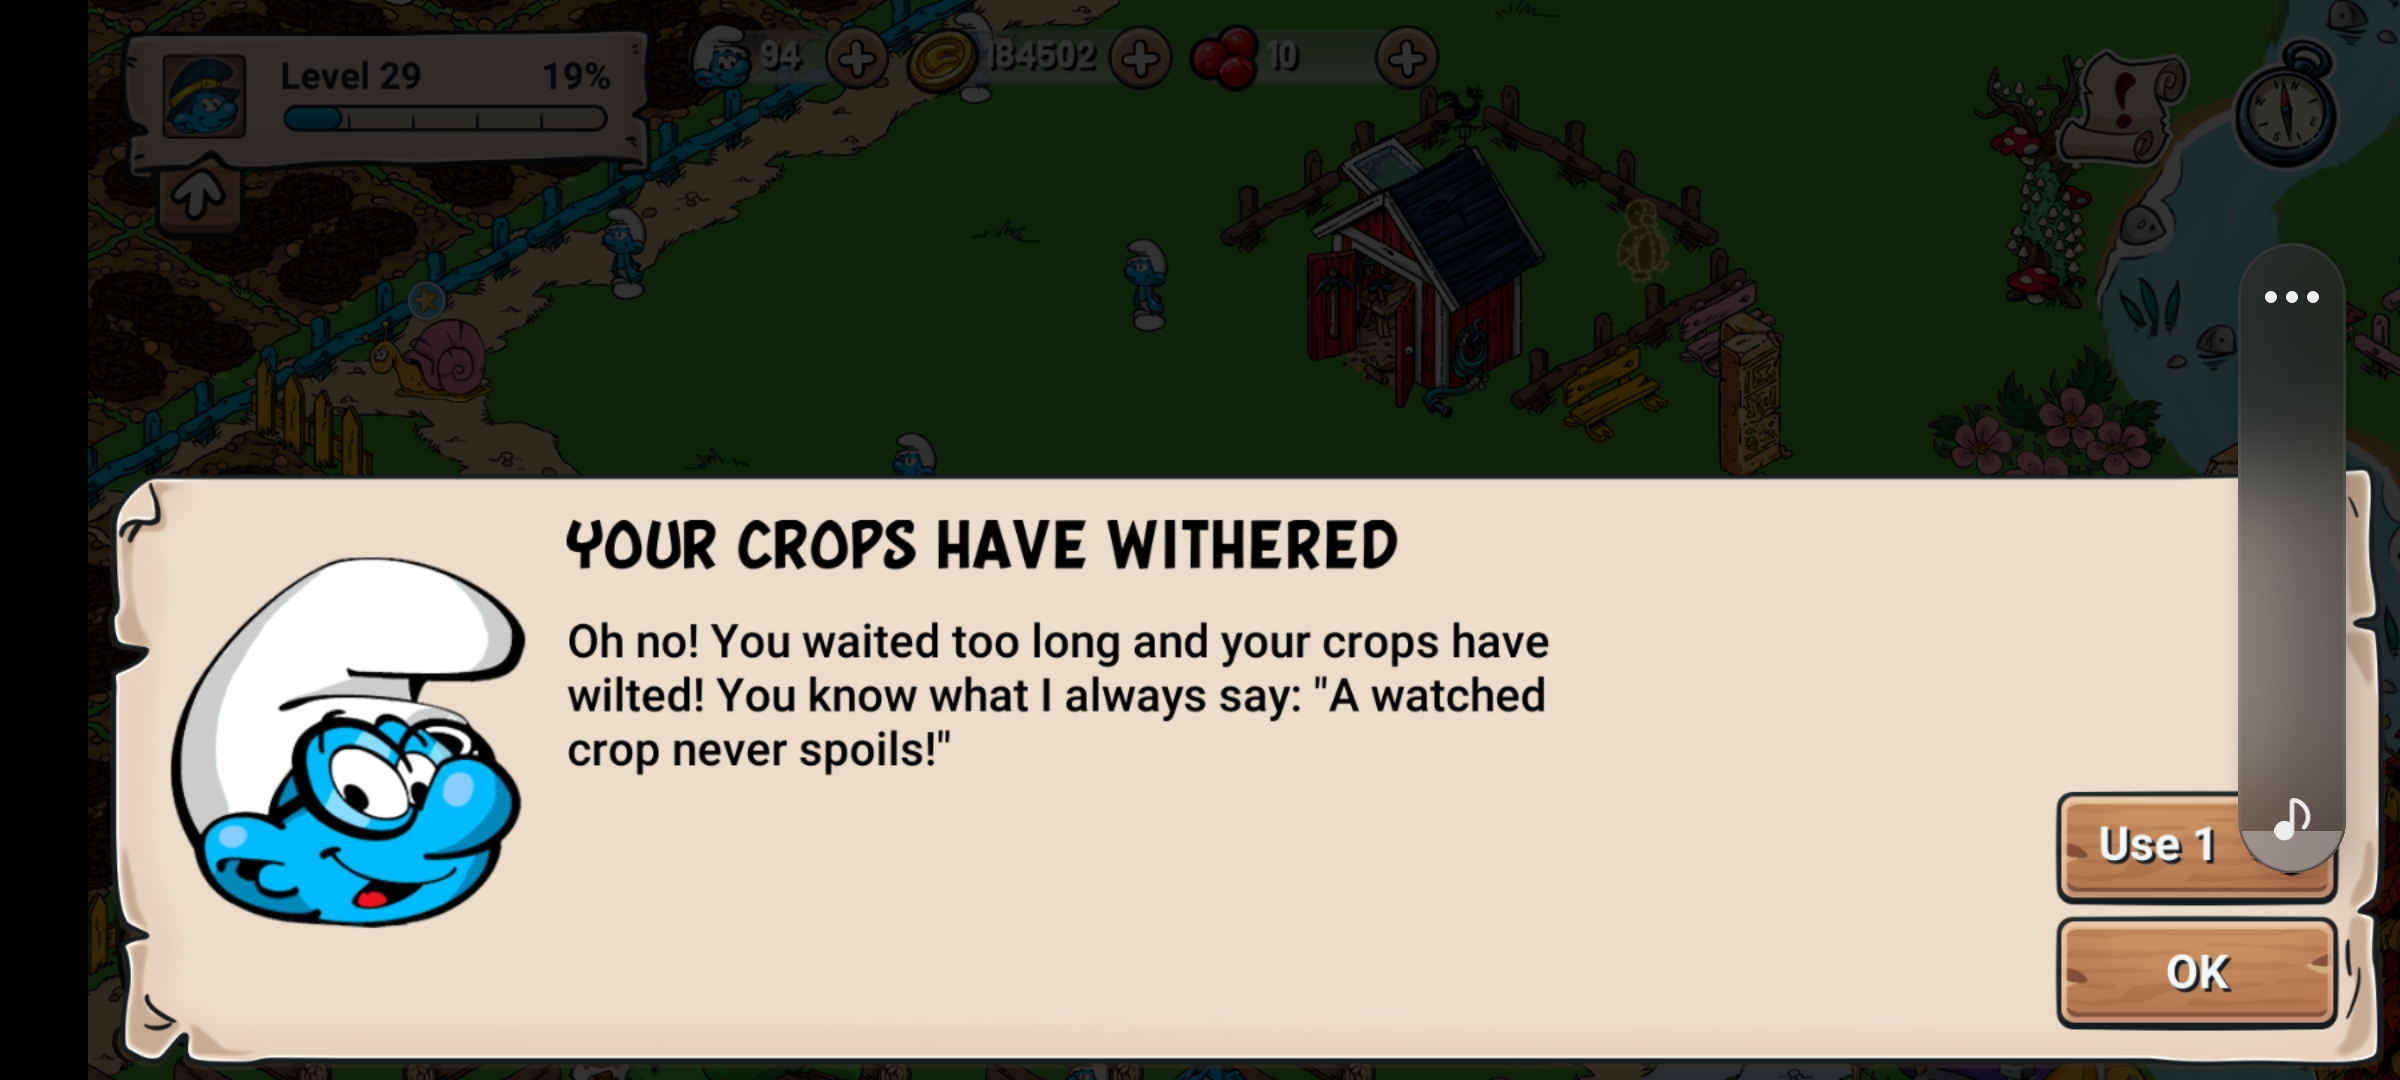 Level 29 19%
94 184502 10
YOUR CROPS HAVE WITHERED
Oh no! You waited too long and your crops have
wilted! You know what I always say: "A watched
crop never spoils!"
Use 1
OK